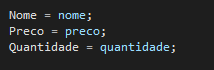 Nome = nome;
Preco = preco;
Quantidade = quantidade;